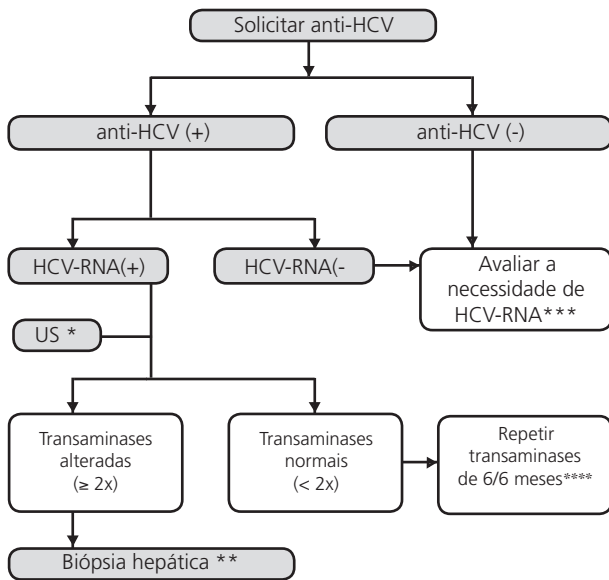 Solicitar anti-HCV
anti-HCV (+)
anti-HCV (-)
HCV-RNA(+)
HCV-RNA(-
Avaliar a
necessidade de
HCV-RNA***
US *
Transaminases
alteradas
(≥ 2x)
Transaminases
normais
(< 2x)
Repetir
transaminases
de 6/6 meses****
Biópsia hepática **